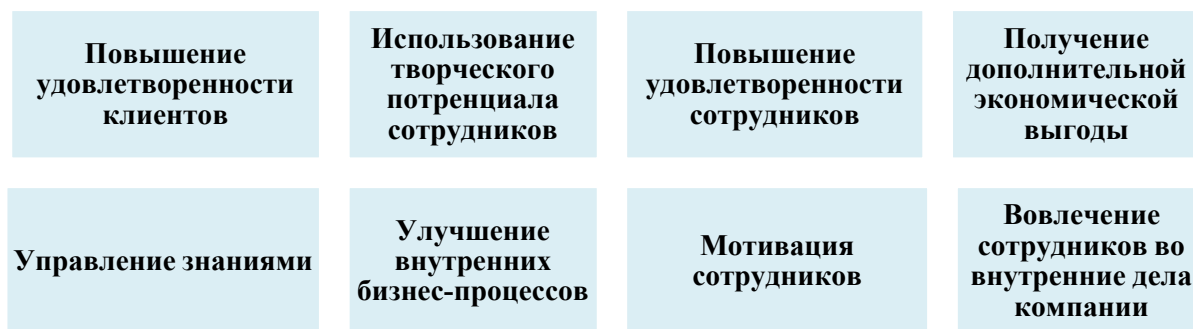 Повышение
удовлетворенности
клиентов
Использование
творческого
потренциала
сотрудников
Повышение
удовлетворенности
сотрудников
Получение
дополнительной
экономической
выгоды
Управление знаниями
Улучшение
внутренних
бизнес-процессов
Мотивация
сотрудников
Вовлечение
сотрудников во
внутренние дела
компании